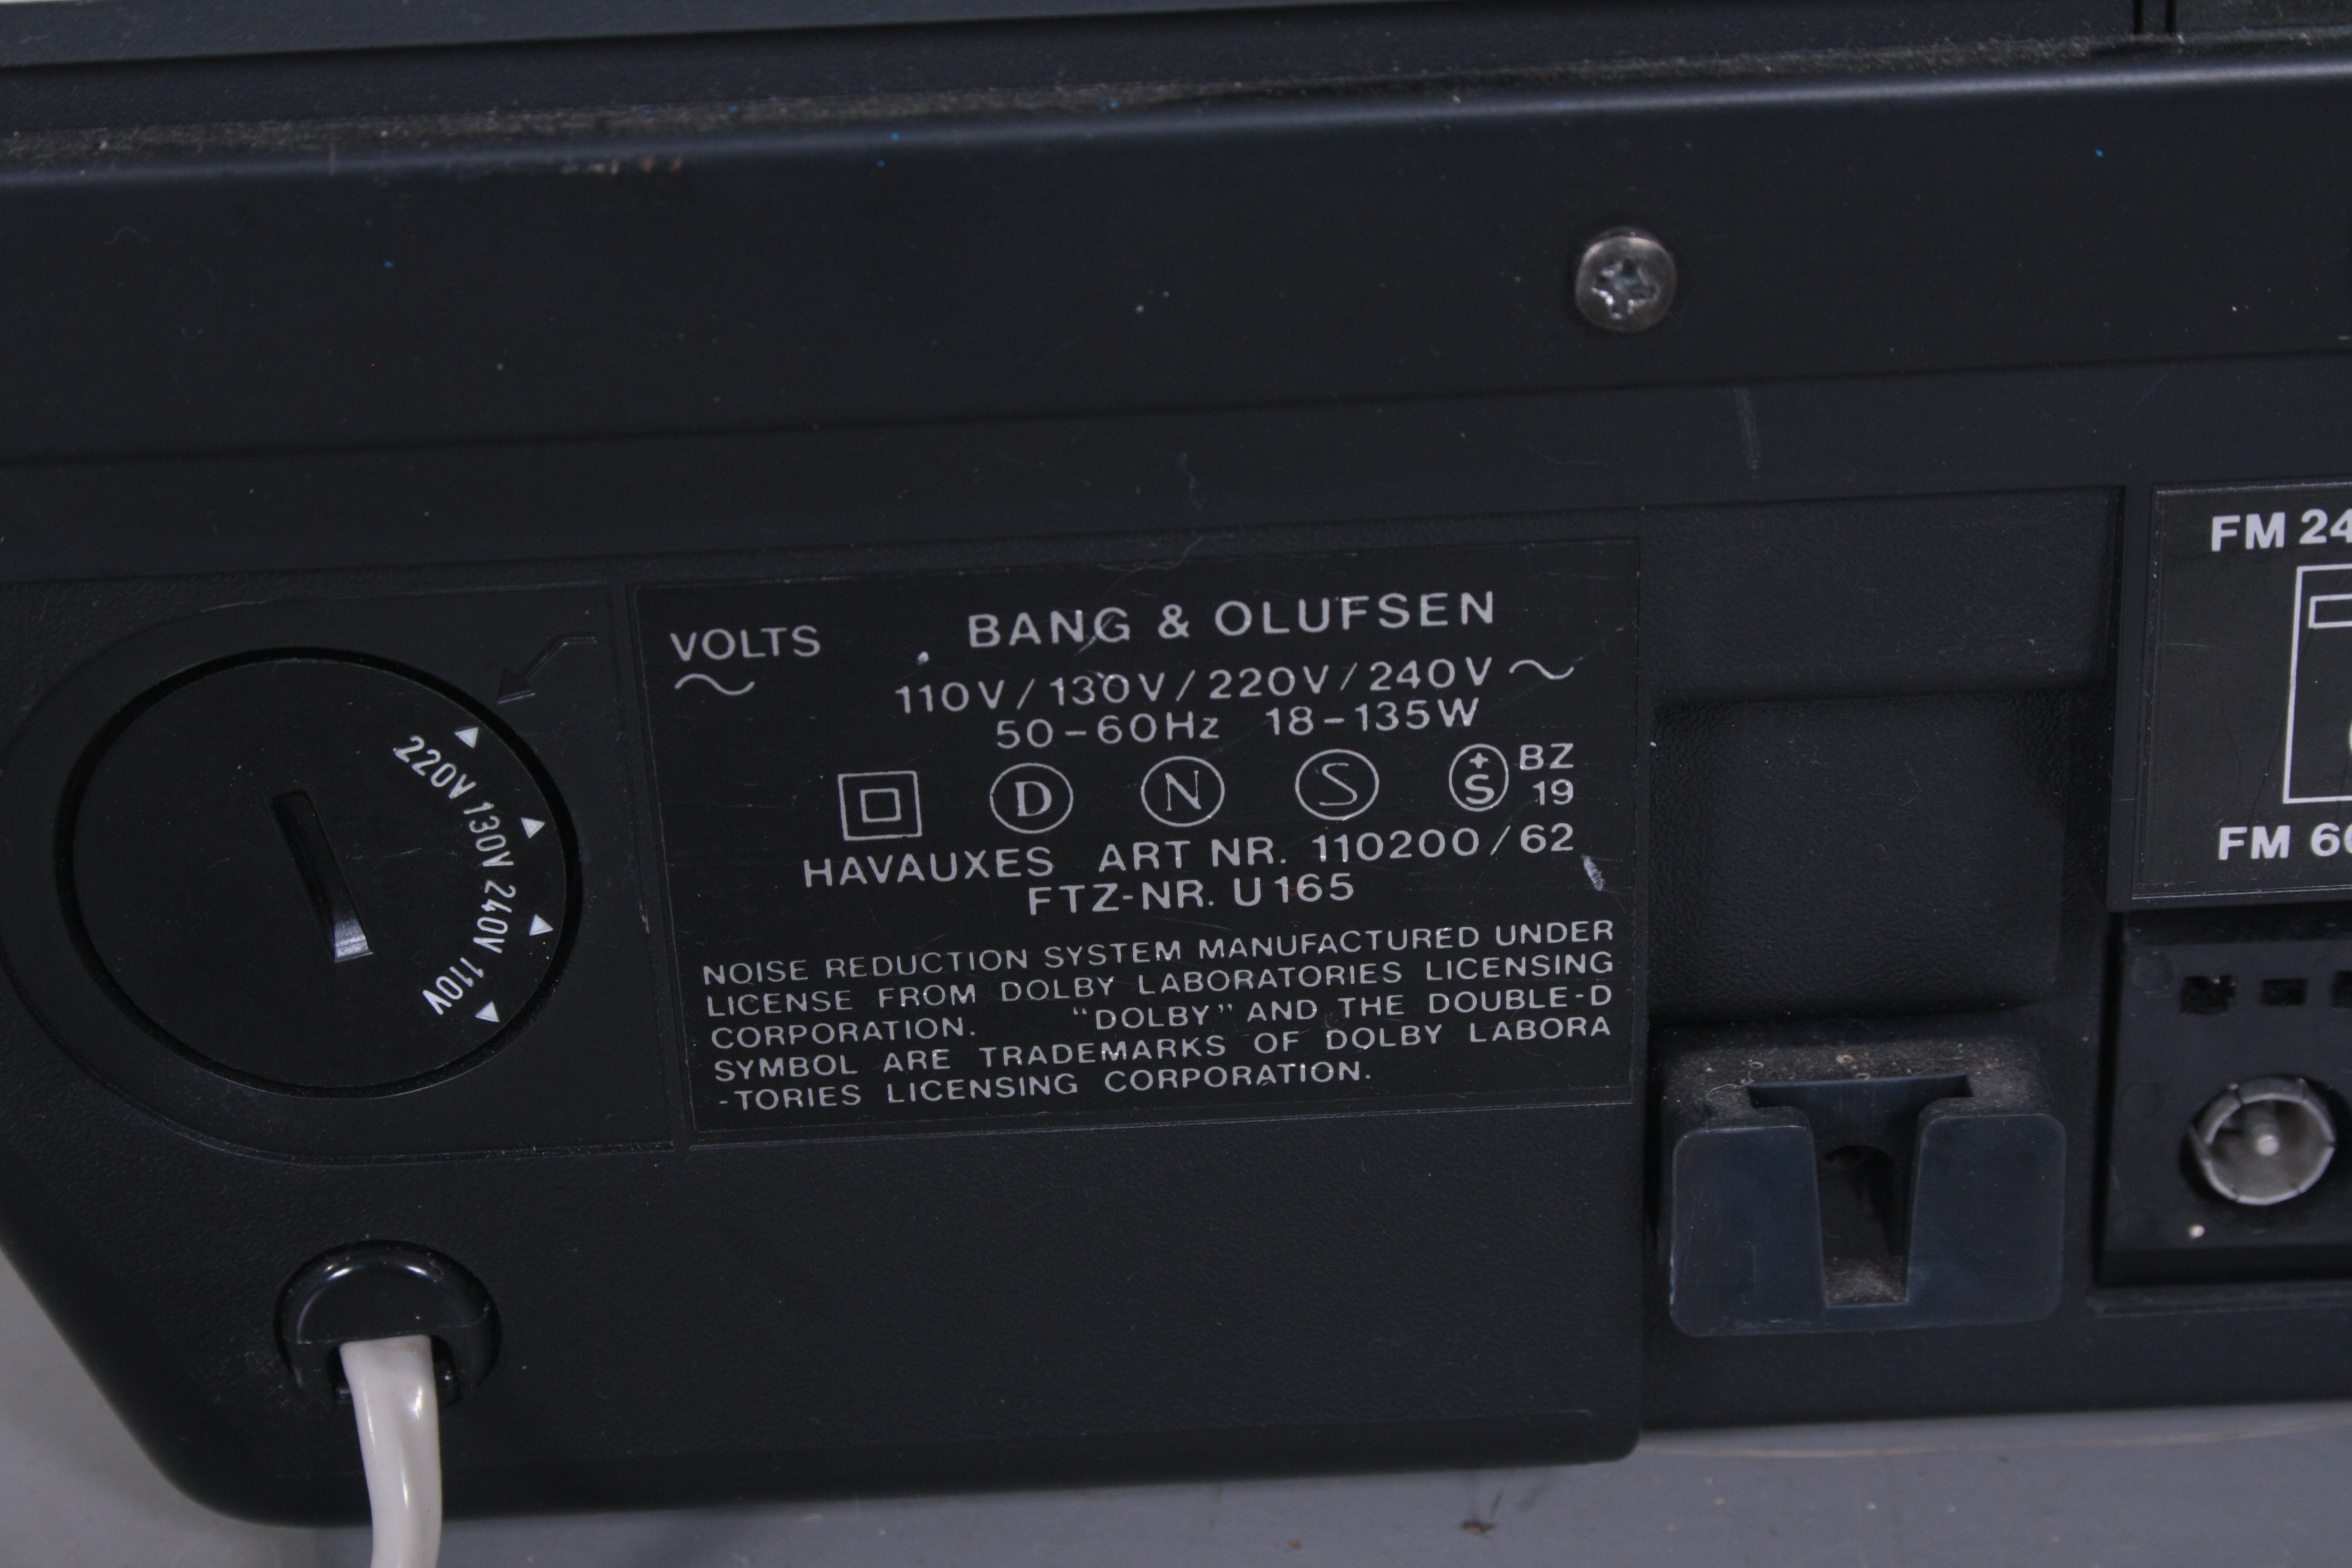 VOLTS
BANG & OLUFSEN
110V/130V/220V/240V
50-60Hz 18-135W
D N S +S BZ
19
HAVAUXES ART NR. 110200/62
FTZ-NR. U165
NOISE REDUCTION SYSTEM MANUFACTURED UNDER
LICENSE FROM DOLBY LABORATORIES LICENSING
CORPORATION. "DOLBY" AND THE DOUBLE-D
SYMBOL ARE TRADEMARKS OF DOLBY LABORA
-TORIES LICENSING CORPORATION.
220V 130V 240V 110V
FM 24
FM 60